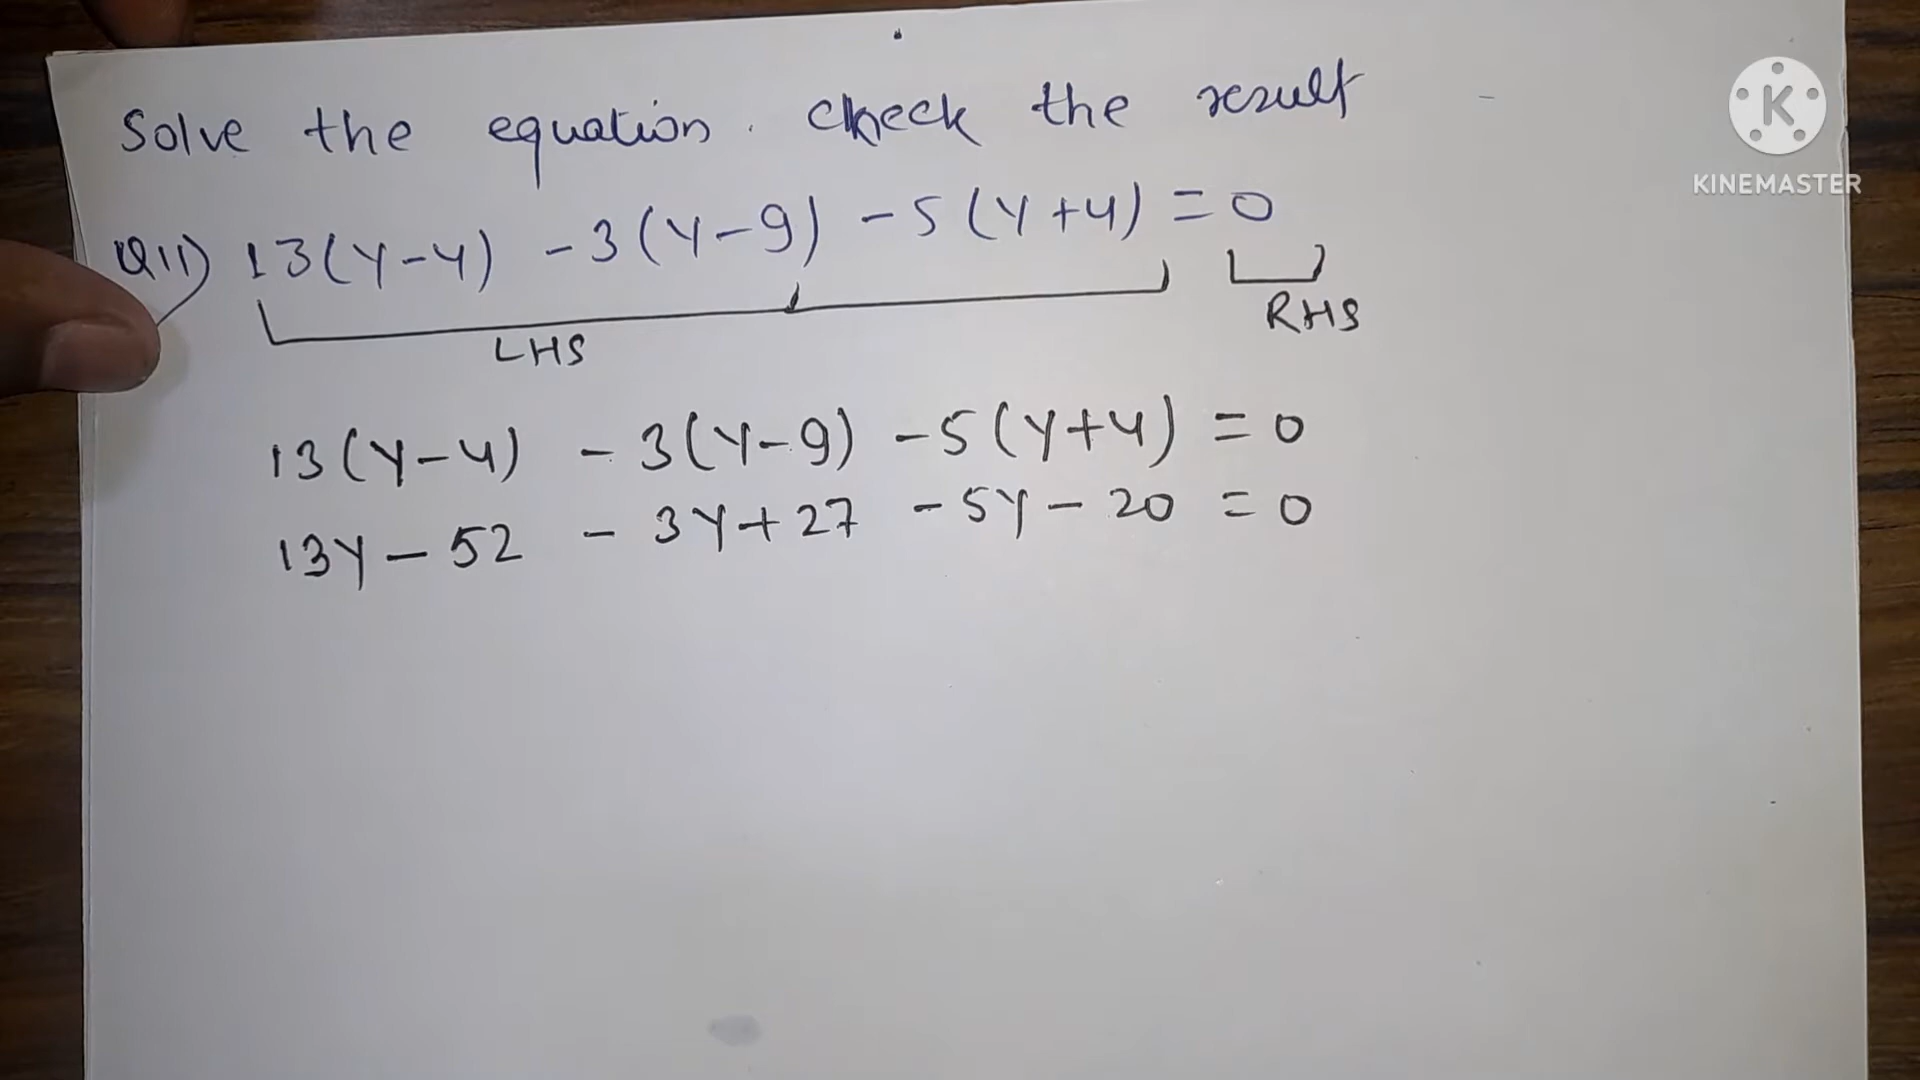 Solve the equation. Check the result
Q11) 13(y-4) -3(y-9) -5(y+4) = 0
LHS RHS
13(y-4) - 3(y-9) -5(y+4) = 0
13y - 52 - 3y+27 - 5y - 20 = 0
K
KINEMASTER